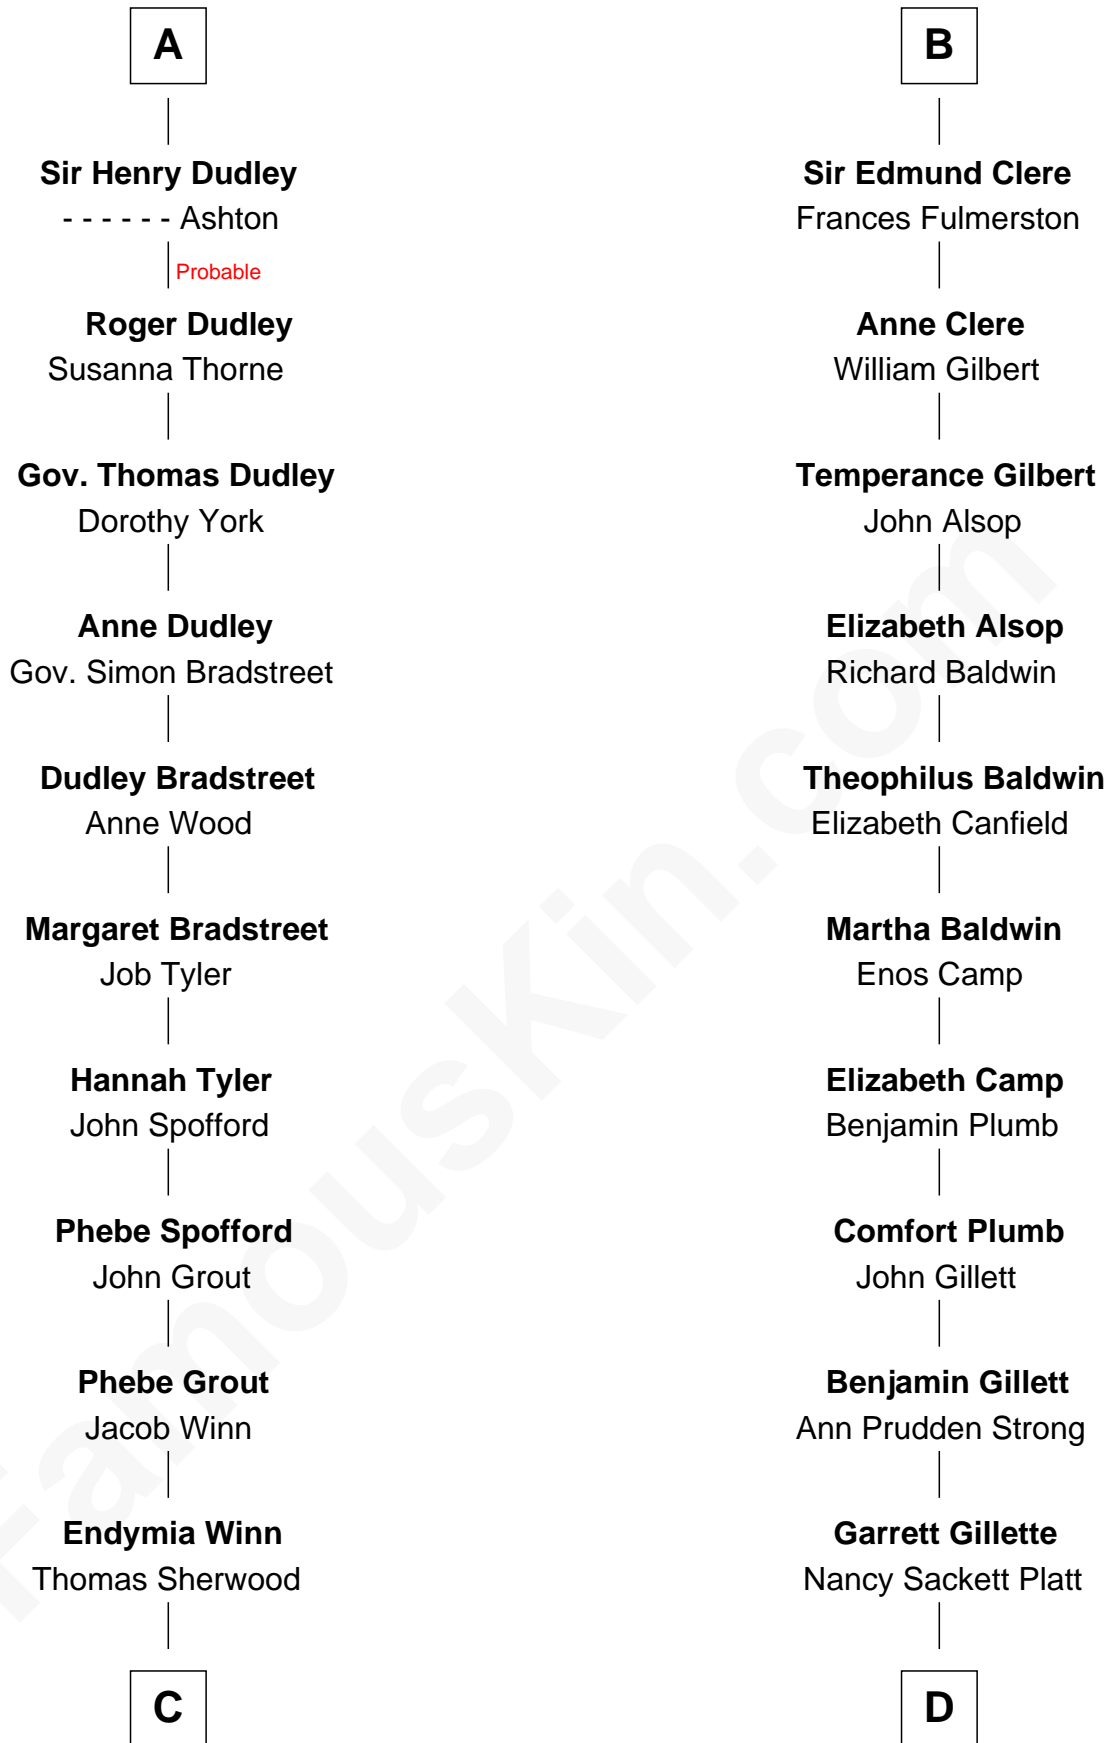 A
Sir Henry Dudley
- - - - - - Ashton
Probable
Roger Dudley
Susanna Thorne
Gov. Thomas Dudley
Dorothy York
Anne Dudley
Gov. Simon Bradstreet
Dudley Bradstreet
Anne Wood
Margaret Bradstreet
Job Tyler
Hannah Tyler
John Spofford
Phebe Spofford
John Grout
Phebe Grout
Jacob Winn
Endymia Winn
Thomas Sherwood
C
B
Sir Edmund Clere
Frances Fulmerston
Anne Clere
William Gilbert
Temperance Gilbert
John Alsop
Elizabeth Alsop
Richard Baldwin
Theophilus Baldwin
Elizabeth Canfield
Martha Baldwin
Enos Camp
Elizabeth Camp
Benjamin Plumb
Comfort Plumb
John Gillett
Benjamin Gillett
Ann Prudden Strong
Garrett Gillette
Nancy Sackett Platt
D
FamousKin.com